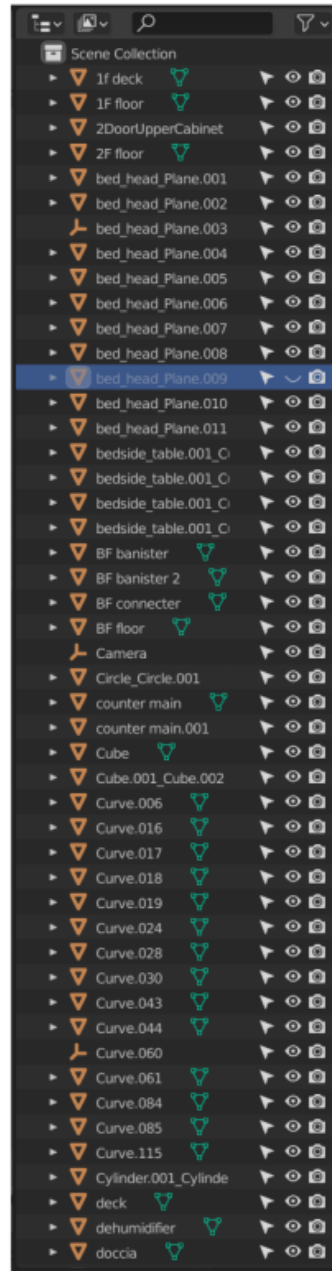 Scene Collection
1f deck
1F floor
2DoorUpperCabinet
2F floor
bed_head_Plane.001
bed_head_Plane.002
bed_head_Plane.003
bed_head_Plane.004
bed_head_Plane.005
bed_head_Plane.006
bed_head_Plane.007
bed_head_Plane.008
bed_head_Plane.009
bed_head_Plane.010
bed_head_Plane.011
bedside_table.001_C
bedside_table.001_C
bedside_table.001_C
bedside_table.001_C
BF banister
BF banister 2
BF connecter
BF floor
Camera
Circle_Circle.001
counter main
counter main.001
Cube
Cube.001_Cube.002
Curve.006
Curve.016
Curve.017
Curve.018
Curve.019
Curve.024
Curve.028
Curve.030
Curve.043
Curve.044
Curve.060
Curve.061
Curve.084
Curve.085
Curve.115
Cylinder.001_Cylinde
deck
dehumidifier
doccia